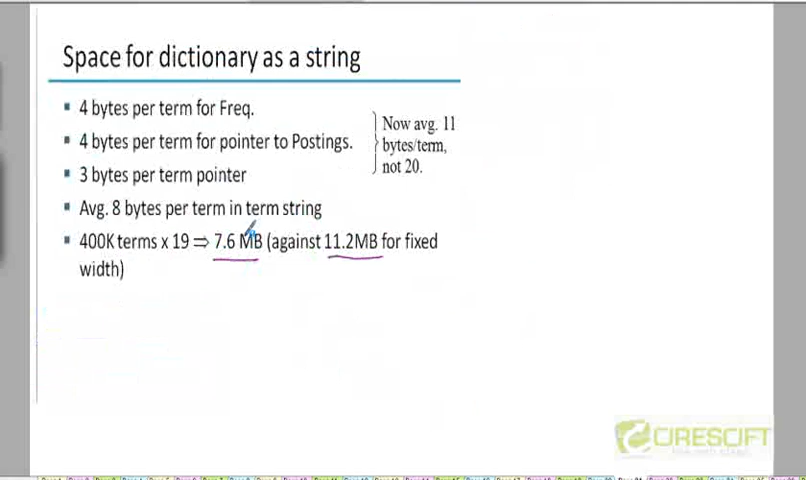 Space for dictionary as a string
▪ 4 bytes per term for Freq.
▪ 4 bytes per term for pointer to Postings.
▪ 3 bytes per term pointer
Now avg. 11
bytes/term,
not 20.
▪ Avg. 8 bytes per term in term string
▪ 400K terms x 19 ⇒ 7.6 MB (against 11.2MB for fixed
width)